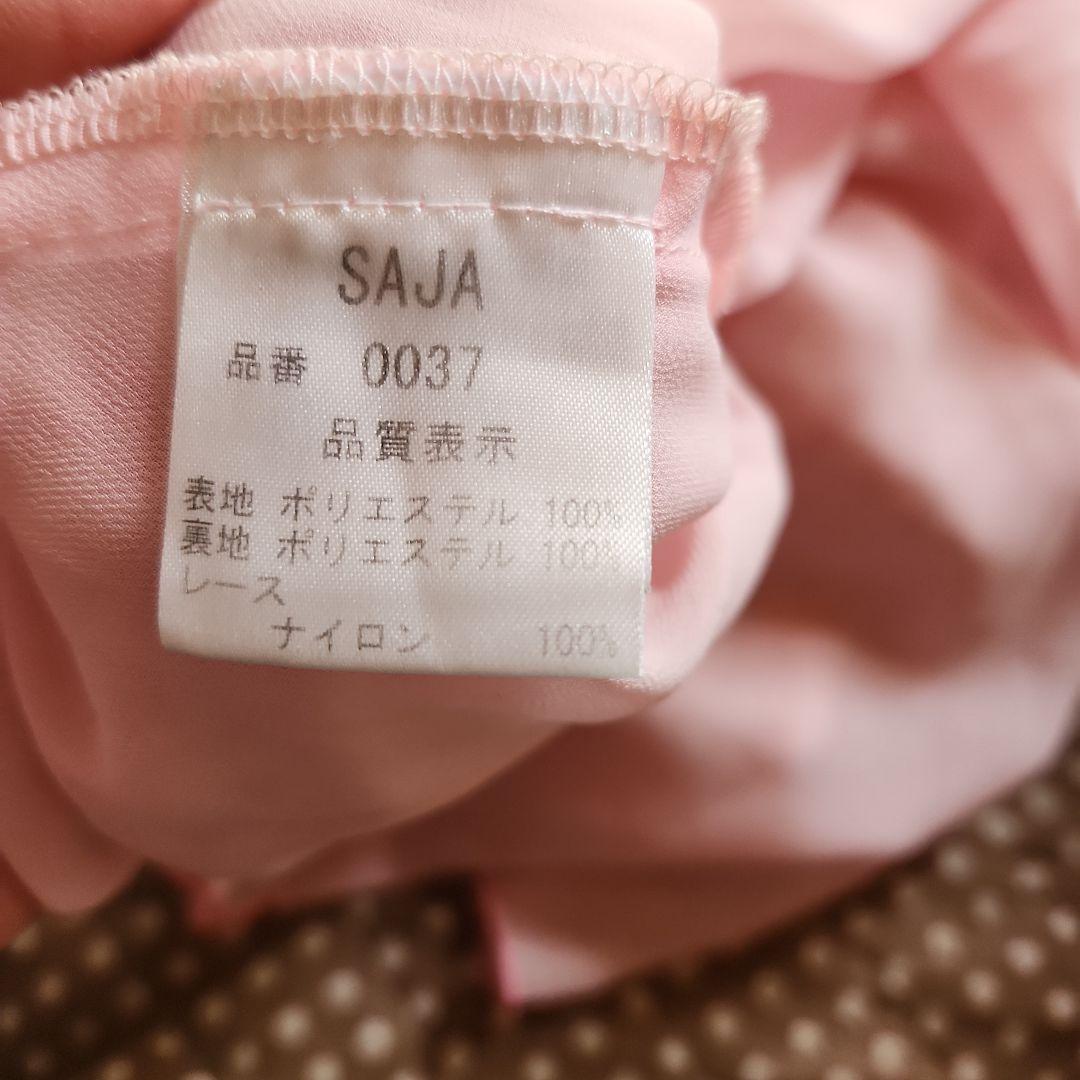 SAJA
品番 0037
品質表示
表地 ポリエステル 100%
裏地 ポリエステル 100%
レース
ナイロン 100%